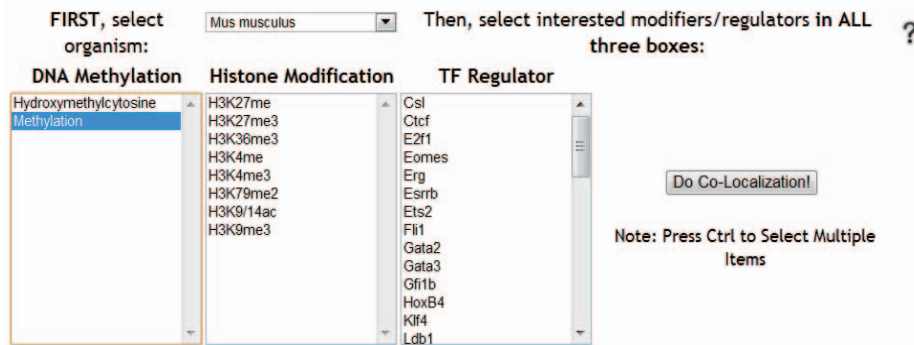 FIRST, select organism:
Mus musculus
Then, select interested modifiers/regulators in ALL three boxes:
?
DNA Methylation
Hydroxymethylcytosine
Methylation
Histone Modification
H3K27me
H3K27me3
H3K36me3
H3K4me
H3K4me3
H3K79me2
H3K9/14ac
H3K9me3
TF Regulator
Csl
Ctcf
E2f1
Eomes
Erg
Esrrb
Ets2
Fli1
Gata2
Gata3
Gfi1b
HoxB4
Klf4
Ldb1
Do Co-Localization!
Note: Press Ctrl to Select Multiple Items